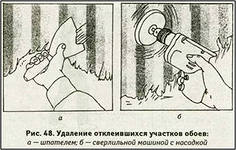 а
б
Рис. 48. Удаление отклеившихся участков обоев:
а — шпателем; б — сверлильной машиной с насадкой